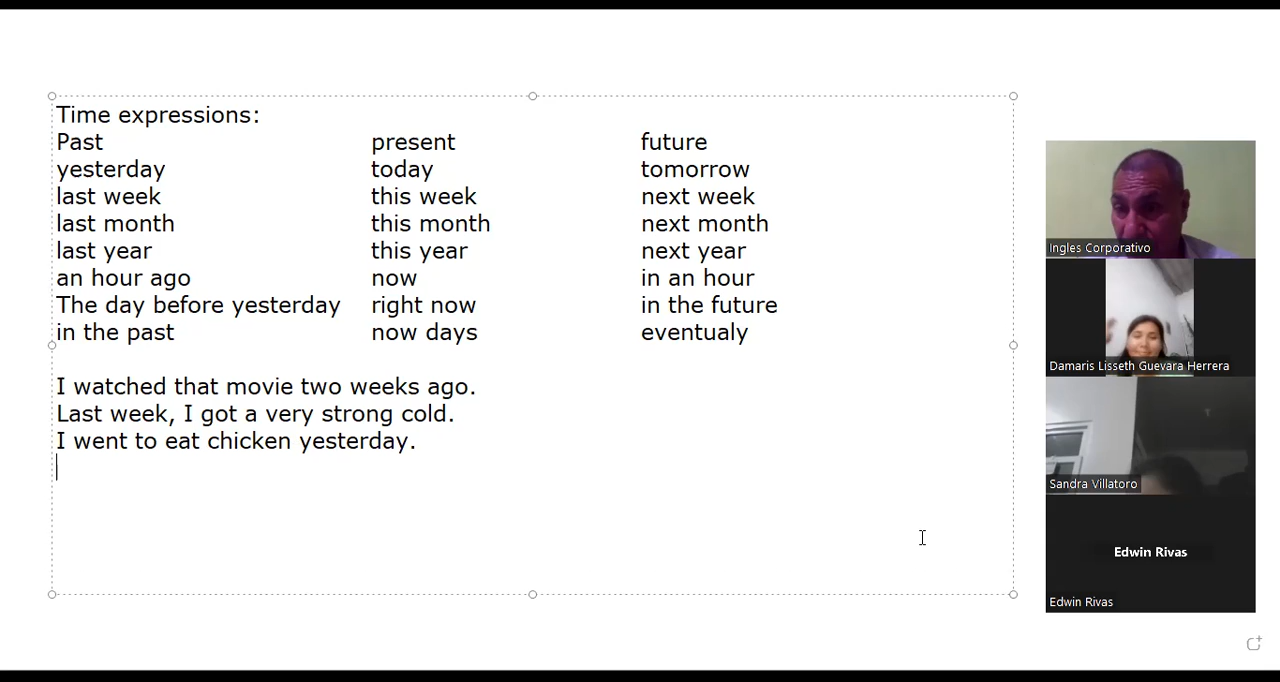 Time expressions:
Past present future
yesterday today tomorrow
last week this week next week
last month this month next month
last year this year next year
an hour ago now in an hour
The day before yesterday right now in the future
in the past now days eventualy
I watched that movie two weeks ago.
Last week, I got a very strong cold.
I went to eat chicken yesterday.
Ingles Corporativo
Damaris Lisseth Guevara Herrera
Sandra Villatoro
Edwin Rivas
Edwin Rivas